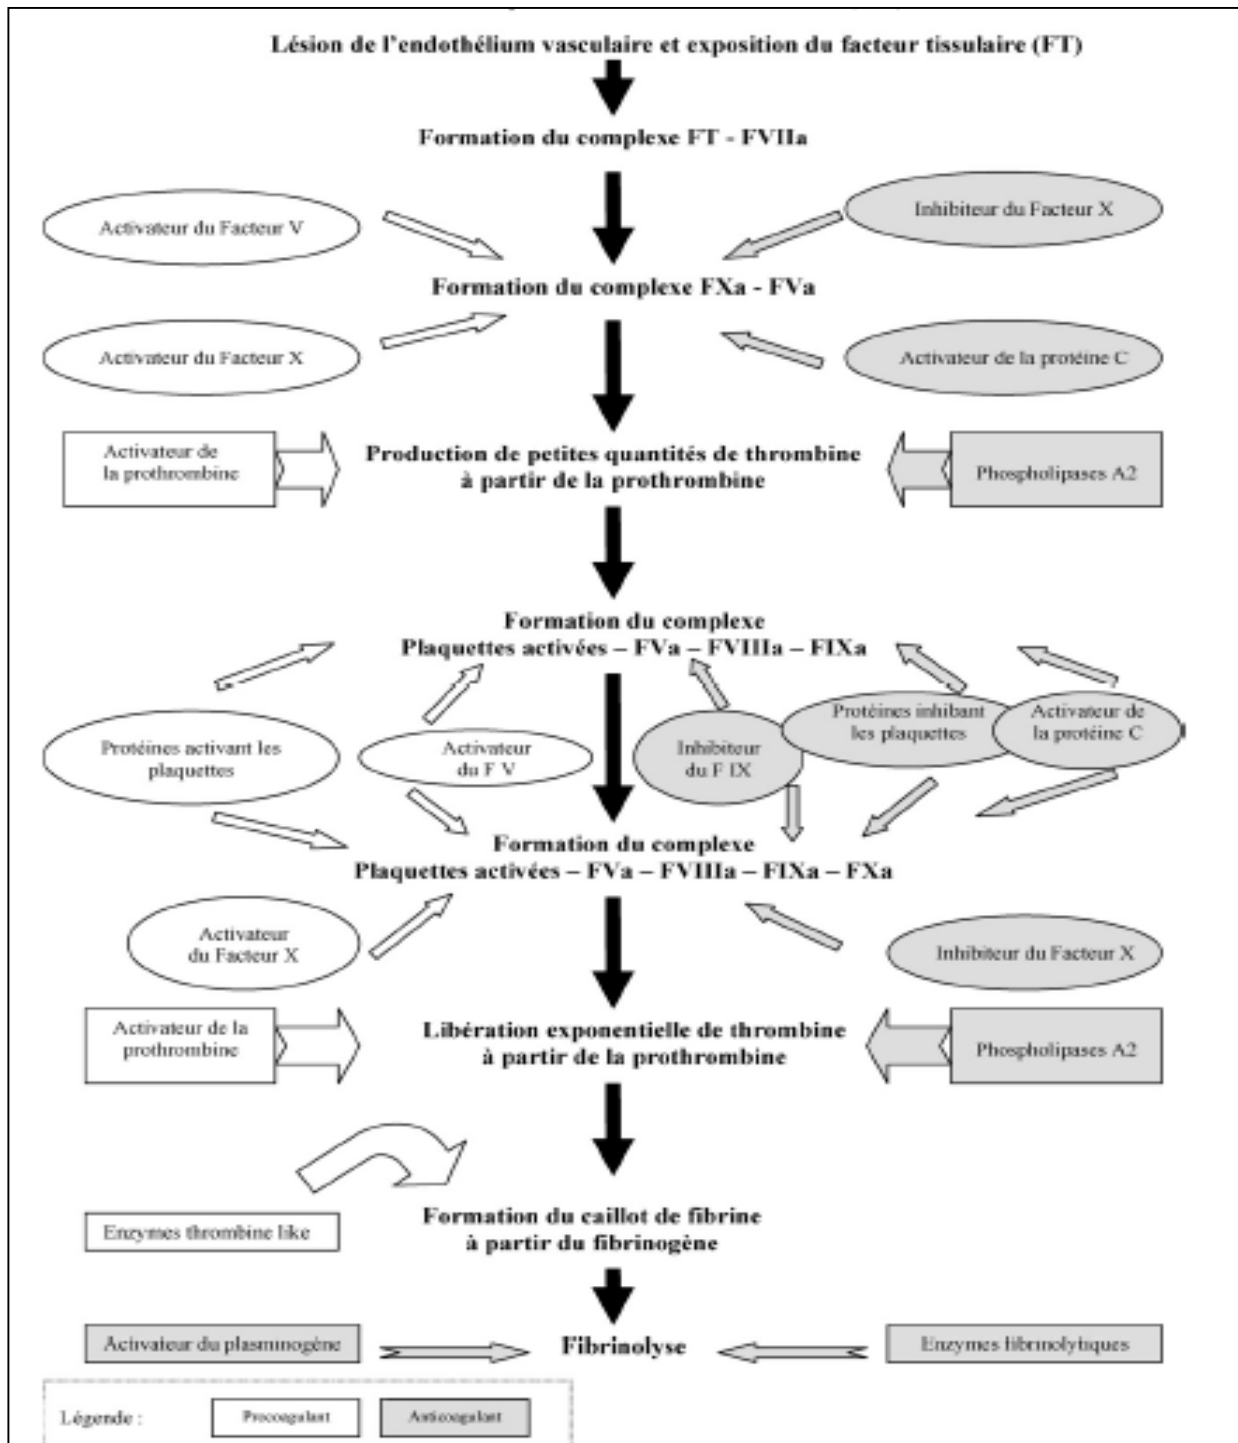 Lésion de l'endothélium vasculaire et exposition du facteur tissulaire (FT)
Formation du complexe FT - FVIIa
Activateur du Facteur V
Inhibiteur du Facteur X
Formation du complexe FXa - FVa
Activateur du Facteur X
Activateur de la protéine C
Activateur de
la prothrombine
Production de petites quantités de thrombine
à partir de la prothrombine
Phospholipases A2
Formation du complexe
Plaquettes activées – FVa – FVIIIa – FIXa
Protéines activant les
plaquettes
Activateur
du F V
Inhibiteur
du F IX
Protéines inhibant
les plaquettes
Activateur de
la protéine C
Formation du complexe
Plaquettes activées – FVa – FVIIIa – FIXa – FXa
Activateur
du Facteur X
Inhibiteur du Facteur X
Activateur de la
prothrombine
Libération exponentielle de thrombine
à partir de la prothrombine
Phospholipases A2
Enzymes thrombine like
Formation du caillot de fibrine
à partir du fibrinogène
Activateur du plasminogène
Fibrinolyse
Enzymes fibrinolytiques
Légende :
Procoagulant
Anticoagulant